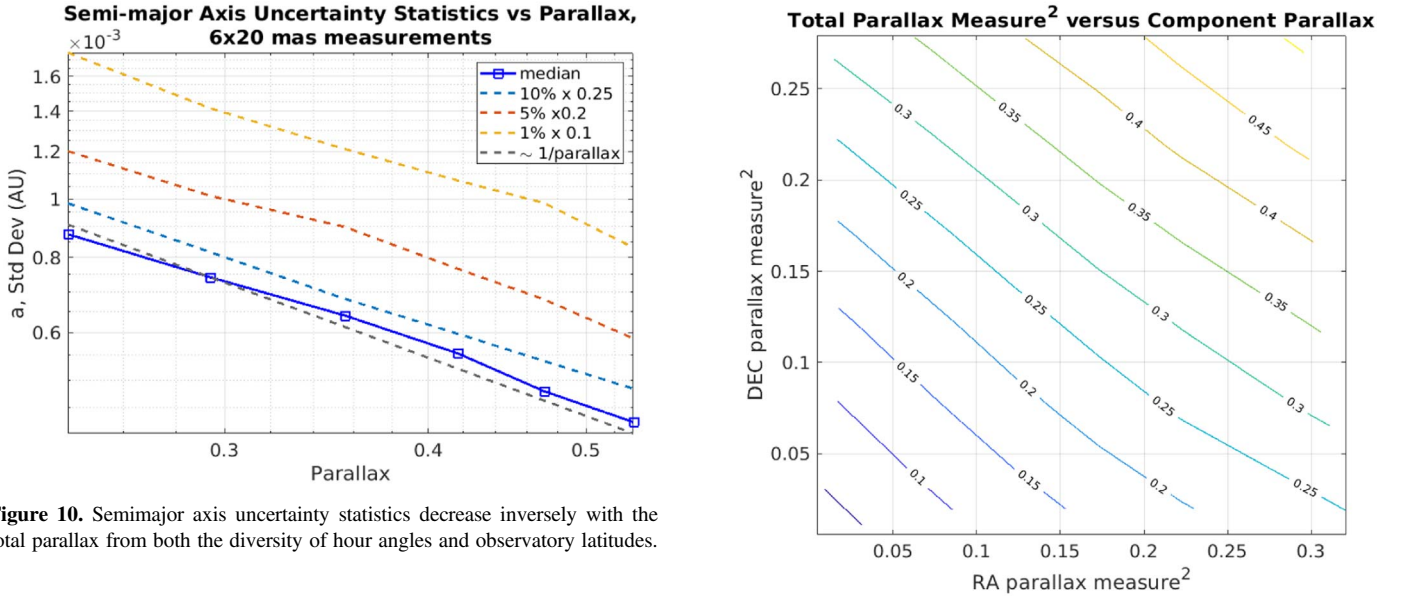 Semi-major Axis Uncertainty Statistics vs Parallax,
6x20 mas measurements
×10⁻³
1.6
1.4
1.2
1
0.8
0.6
a, Std Dev (AU)
median
10% x 0.25
5% x0.2
1% x 0.1
~ 1/parallax
0.3 0.4 0.5
Parallax
igure 10. Semimajor axis uncertainty statistics decrease inversely with the
otal parallax from both the diversity of hour angles and observatory latitudes.
Total Parallax Measure² versus Component Parallax
0.25
0.2
0.15
0.1
0.05
DEC parallax measure²
0.3 0.35 0.4 0.45
0.25 0.3 0.35 0.4
0.2 0.25 0.3 0.35
0.15 0.2 0.25 0.3
0.1 0.15 0.2 0.25
0.05 0.1 0.15 0.2 0.25 0.3
RA parallax measure²